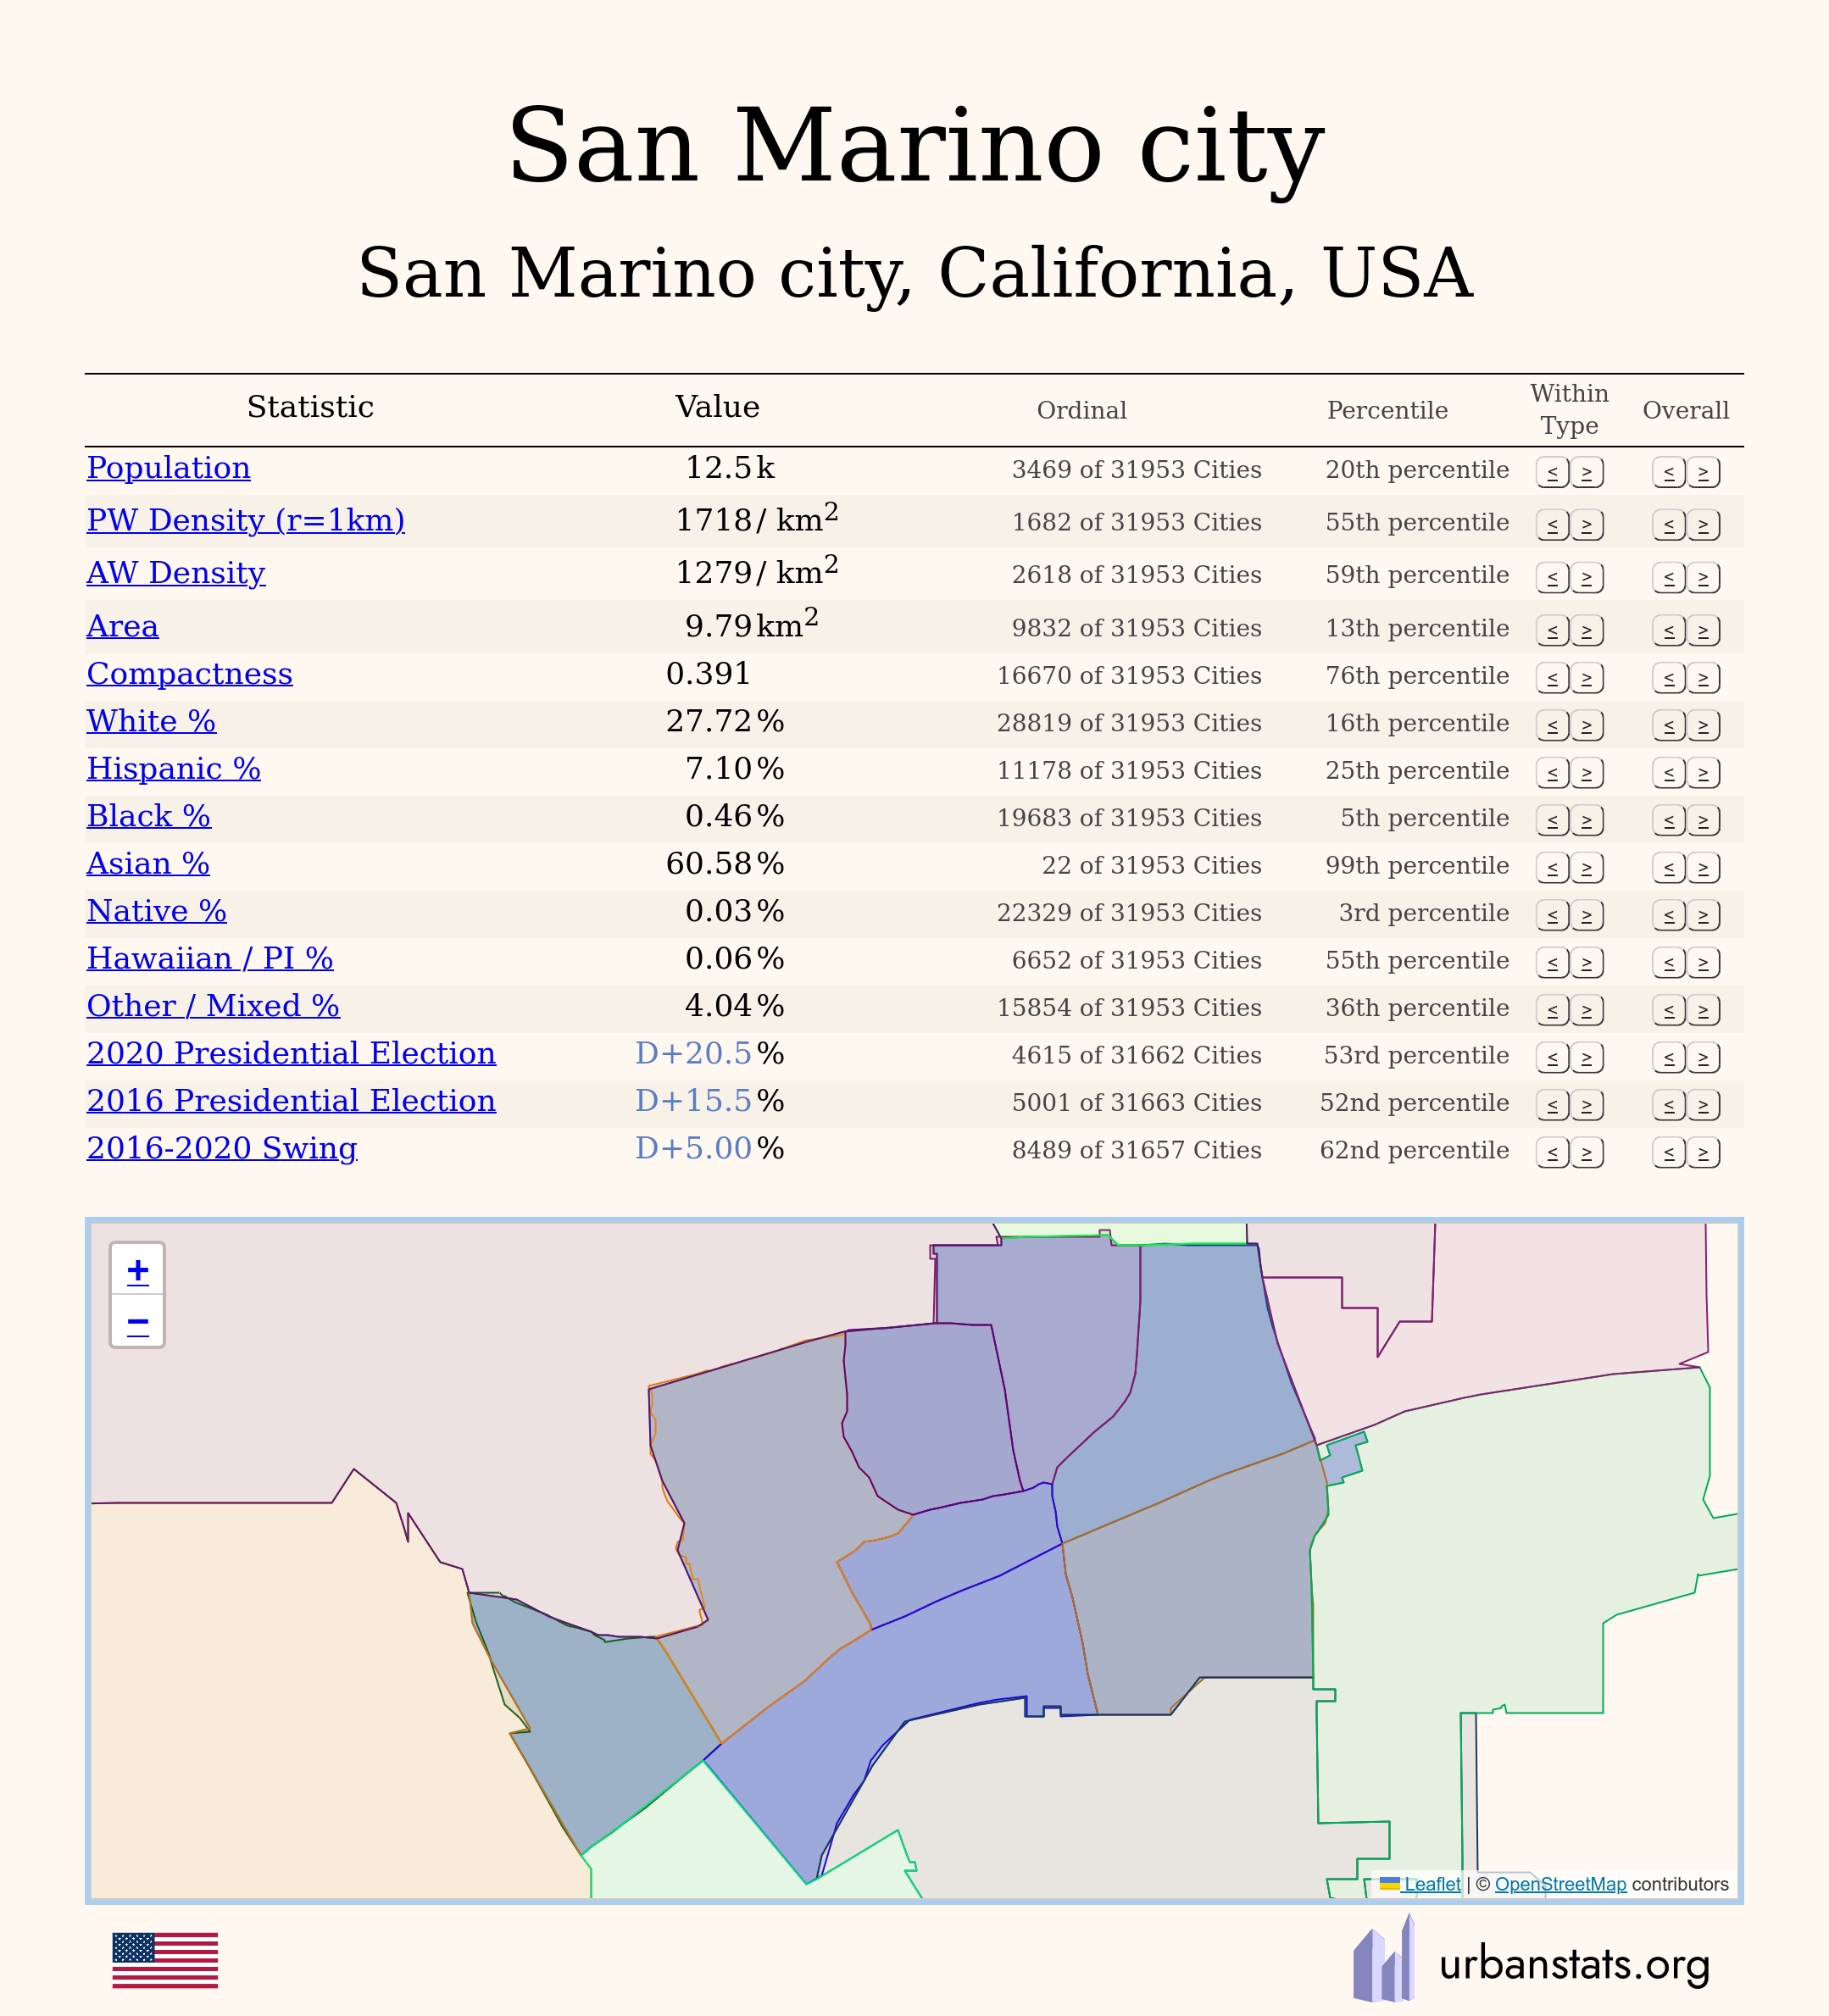 San Marino city
San Marino city, California, USA
Statistic Value Ordinal Percentile Within Type Overall
Population 12.5 k 3469 of 31953 Cities 20th percentile < > < >
PW Density (r=1km) 1718 / km² 1682 of 31953 Cities 55th percentile < > < >
AW Density 1279 / km² 2618 of 31953 Cities 59th percentile < > < >
Area 9.79 km² 9832 of 31953 Cities 13th percentile < > < >
Compactness 0.391 16670 of 31953 Cities 76th percentile < > < >
White % 27.72 % 28819 of 31953 Cities 16th percentile < > < >
Hispanic % 7.10 % 11178 of 31953 Cities 25th percentile < > < >
Black % 0.46 % 19683 of 31953 Cities 5th percentile < > < >
Asian % 60.58 % 22 of 31953 Cities 99th percentile < > < >
Native % 0.03 % 22329 of 31953 Cities 3rd percentile < > < >
Hawaiian / PI % 0.06 % 6652 of 31953 Cities 55th percentile < > < >
Other / Mixed % 4.04 % 15854 of 31953 Cities 36th percentile < > < >
2020 Presidential Election D+20.5 % 4615 of 31662 Cities 53rd percentile < > < >
2016 Presidential Election D+15.5 % 5001 of 31663 Cities 52nd percentile < > < >
2016-2020 Swing D+5.00 % 8489 of 31657 Cities 62nd percentile < > < >
+
−
Leaflet | © OpenStreetMap contributors
urbanstats.org